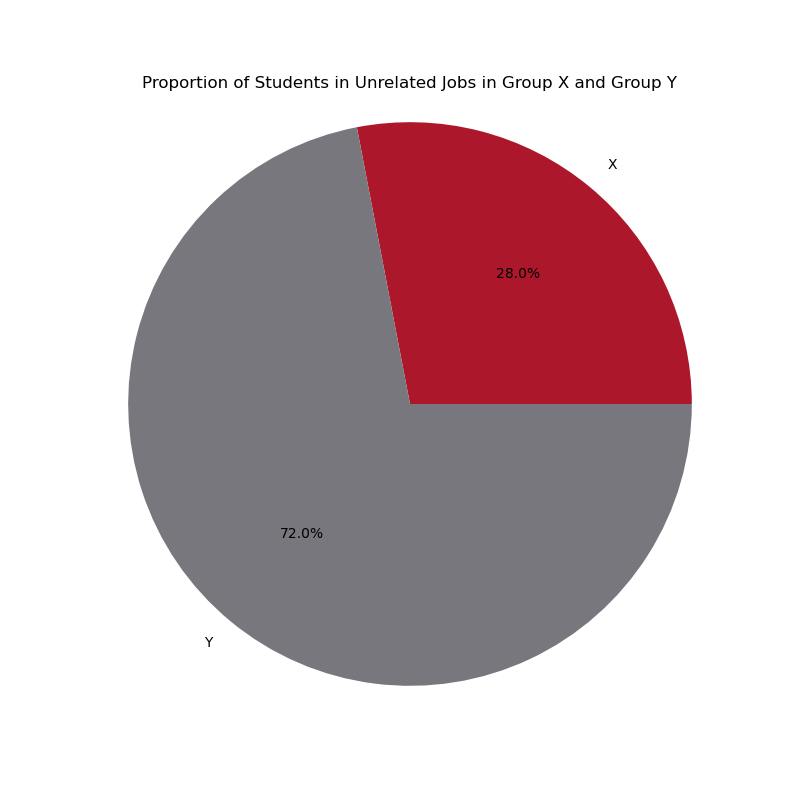 Proportion of Students in Unrelated Jobs in Group X and Group Y
X
28.0%
72.0%
Y